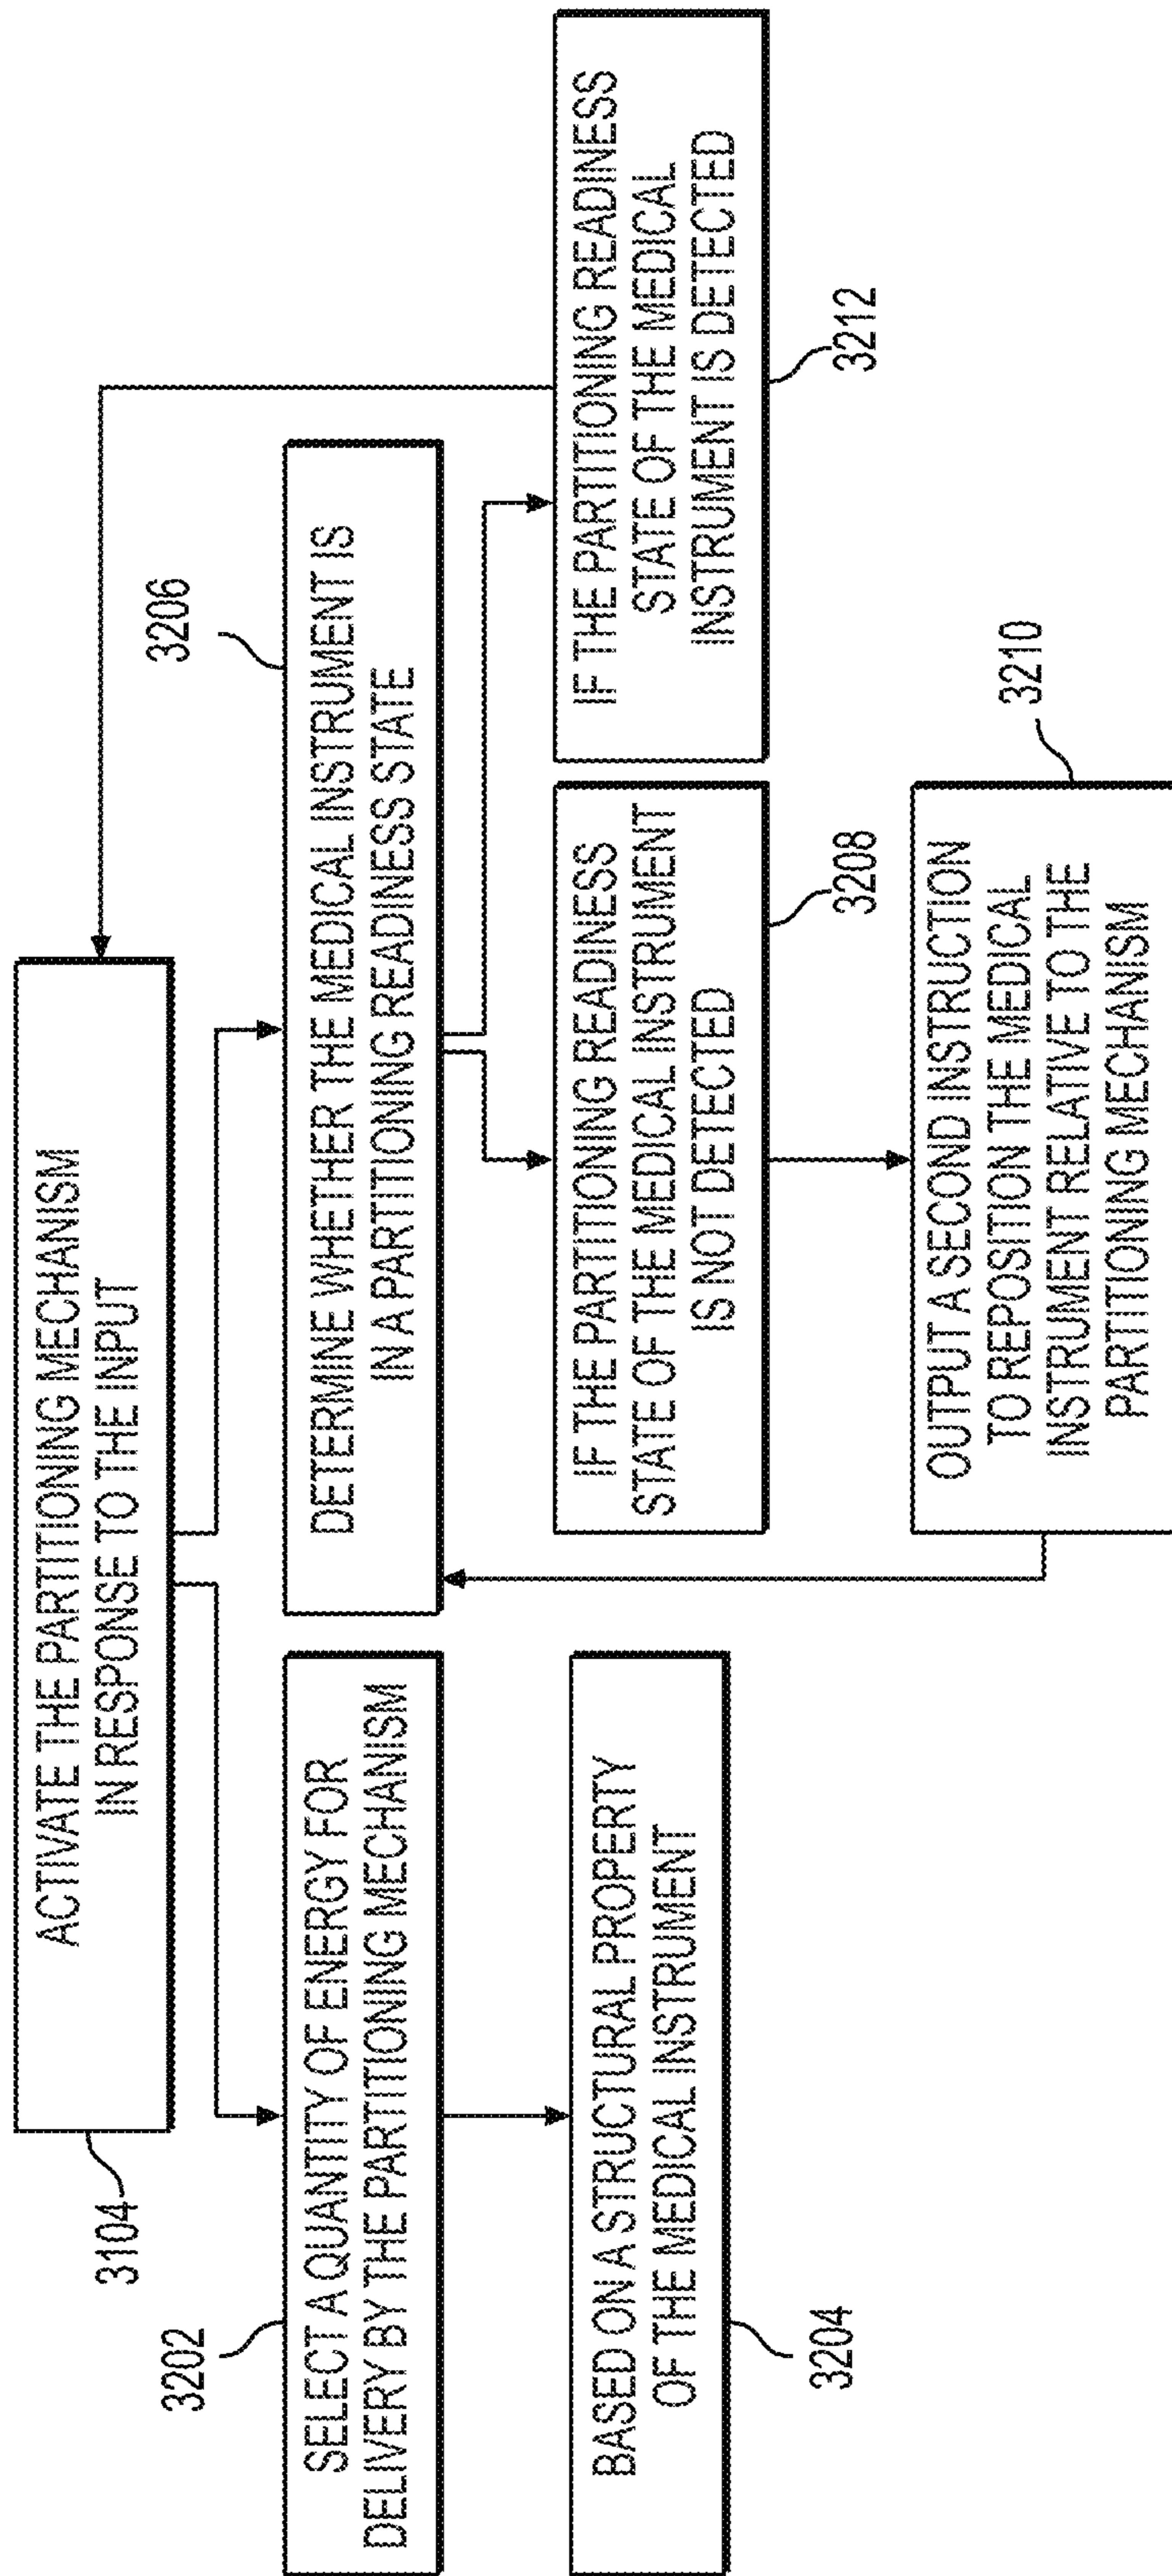 ACTIVATE THE PARTITIONING MECHANISM
IN RESPONSE TO THE INPUT
3104
3202
SELECT A QUANTITY OF ENERGY FOR
DELIVERY BY THE PARTITIONING MECHANISM
BASED ON A STRUCTURAL PROPERTY
OF THE MEDICAL INSTRUMENT
3204
3206
DETERMINE WHETHER THE MEDICAL INSTRUMENT IS
IN A PARTITIONING READINESS STATE
IF THE PARTITIONING READINESS
STATE OF THE MEDICAL INSTRUMENT
IS NOT DETECTED
3208
OUTPUT A SECOND INSTRUCTION
TO REPOSITION THE MEDICAL
INSTRUMENT RELATIVE TO THE
PARTITIONING MECHANISM
3210
IF THE PARTITIONING READINESS
STATE OF THE MEDICAL
INSTRUMENT IS DETECTED
3212